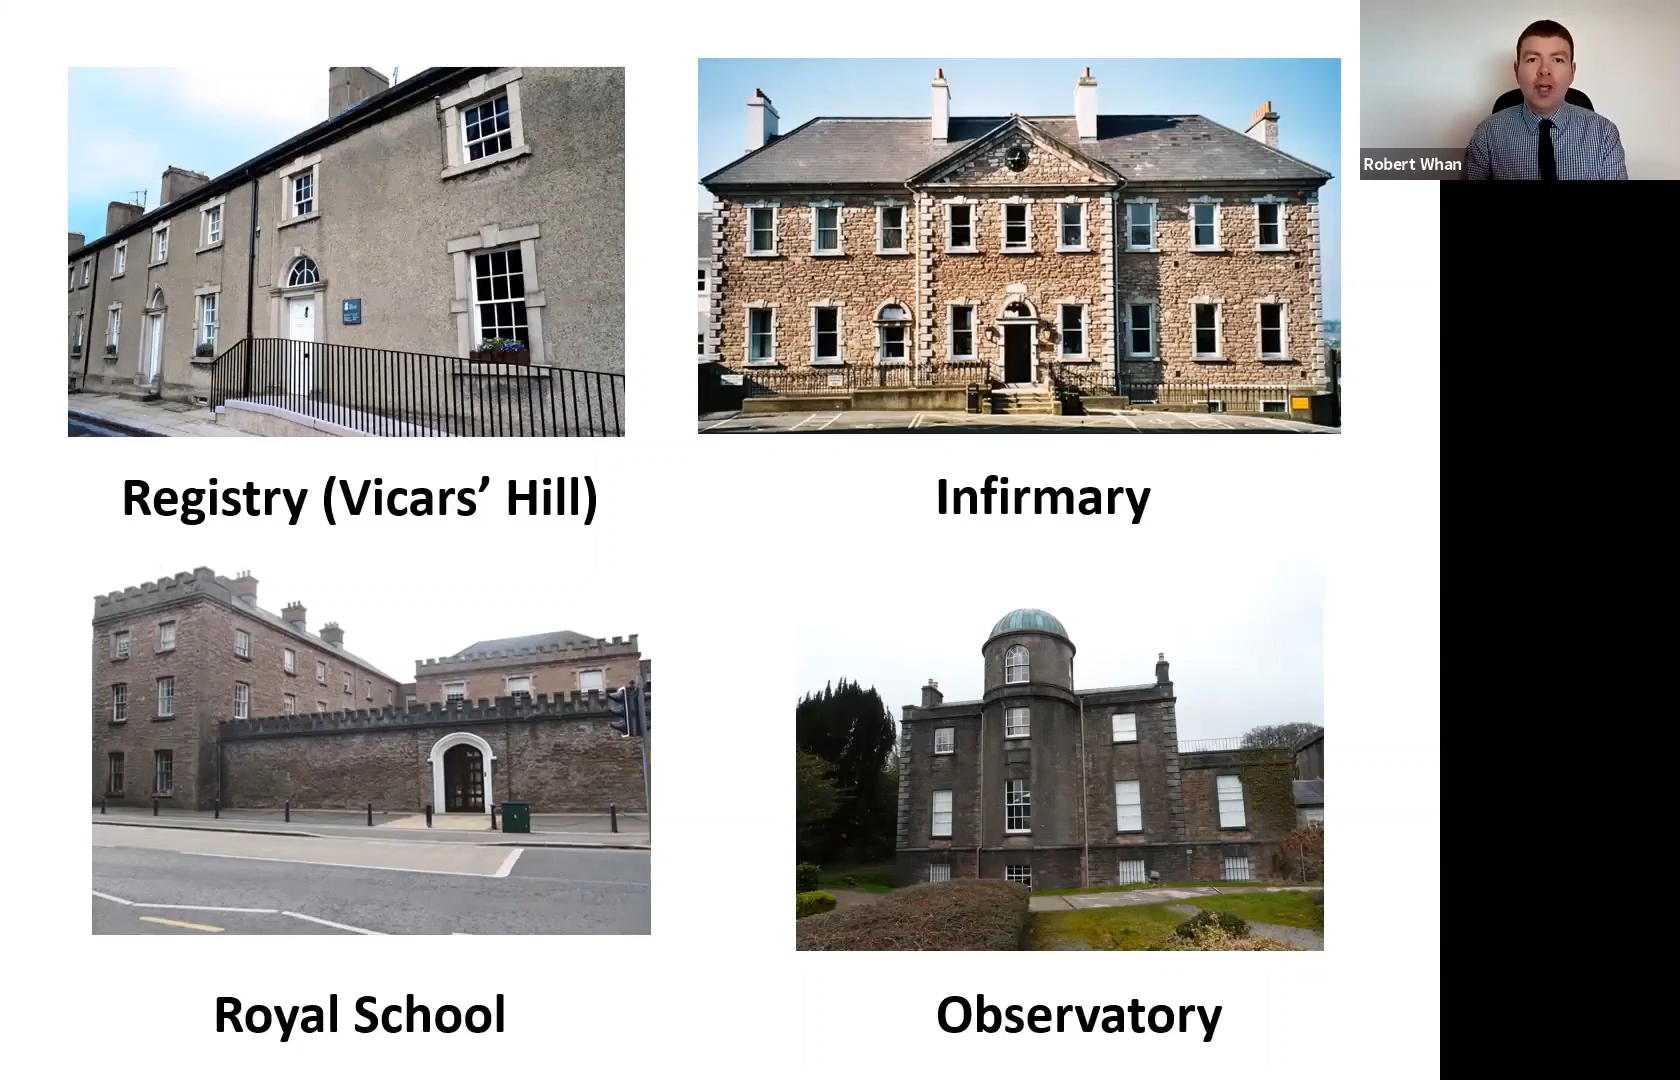 Robert Whan
Registry (Vicars’ Hill)
Infirmary
Royal School
Observatory